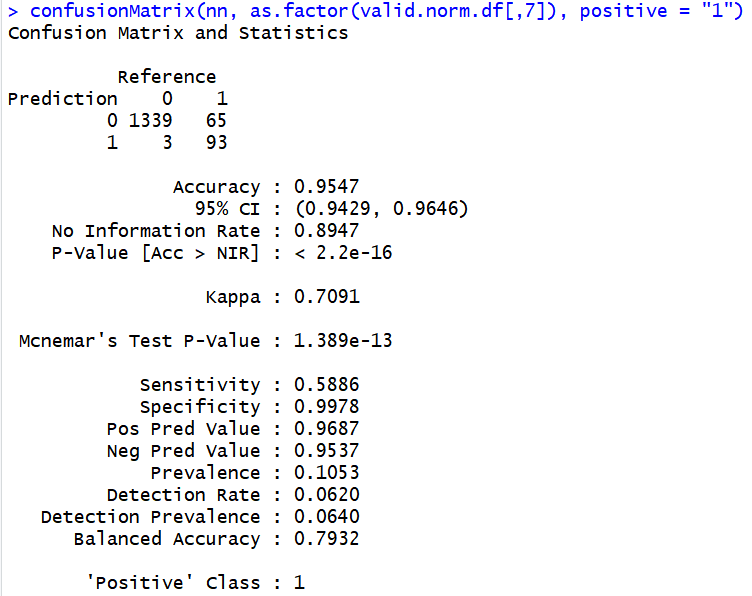 > confusionMatrix(nn, as.factor(valid.norm.df[,7]), positive = "1")
Confusion Matrix and Statistics

          Reference
Prediction    0    1
         0 1339   65
         1    3   93

               Accuracy : 0.9547
                 95% CI : (0.9429, 0.9646)
    No Information Rate : 0.8947
    P-Value [Acc > NIR] : < 2.2e-16

                  Kappa : 0.7091

 Mcnemar's Test P-Value : 1.389e-13

            Sensitivity : 0.5886
            Specificity : 0.9978
         Pos Pred Value : 0.9687
         Neg Pred Value : 0.9537
             Prevalence : 0.1053
         Detection Rate : 0.0620
   Detection Prevalence : 0.0640
      Balanced Accuracy : 0.7932

       'Positive' Class : 1